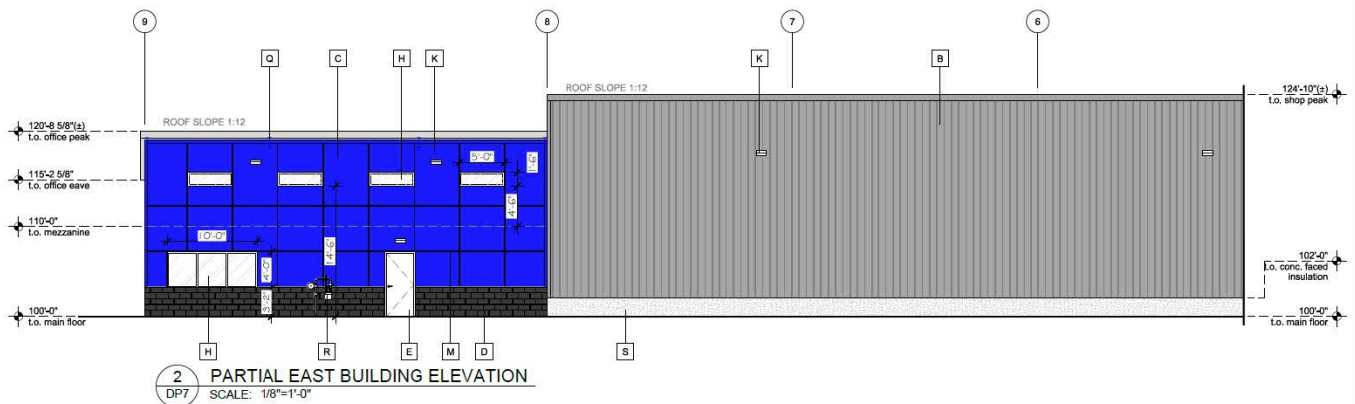 9
8
7
6
Q
C
H
K
K
B
ROOF SLOPE 1:12
124'-10"(±)
t.o. shop peak
120'-8 5/8"(±)
t.o. office peak
ROOF SLOPE 1:12
5'-0"
1'-6"
115'-2 5/8"
t.o. office eave
4'-6"
110'-0"
t.o. mezzanine
10'-0"
14'-6"
4'-0"
102'-0"
t.o. conc. faced
insulation
3'-2"
100'-0"
t.o. main floor
100'-0"
t.o. main floor
H
R
E
M
D
S
2
DP7
PARTIAL EAST BUILDING ELEVATION
SCALE: 1/8"=1'-0"